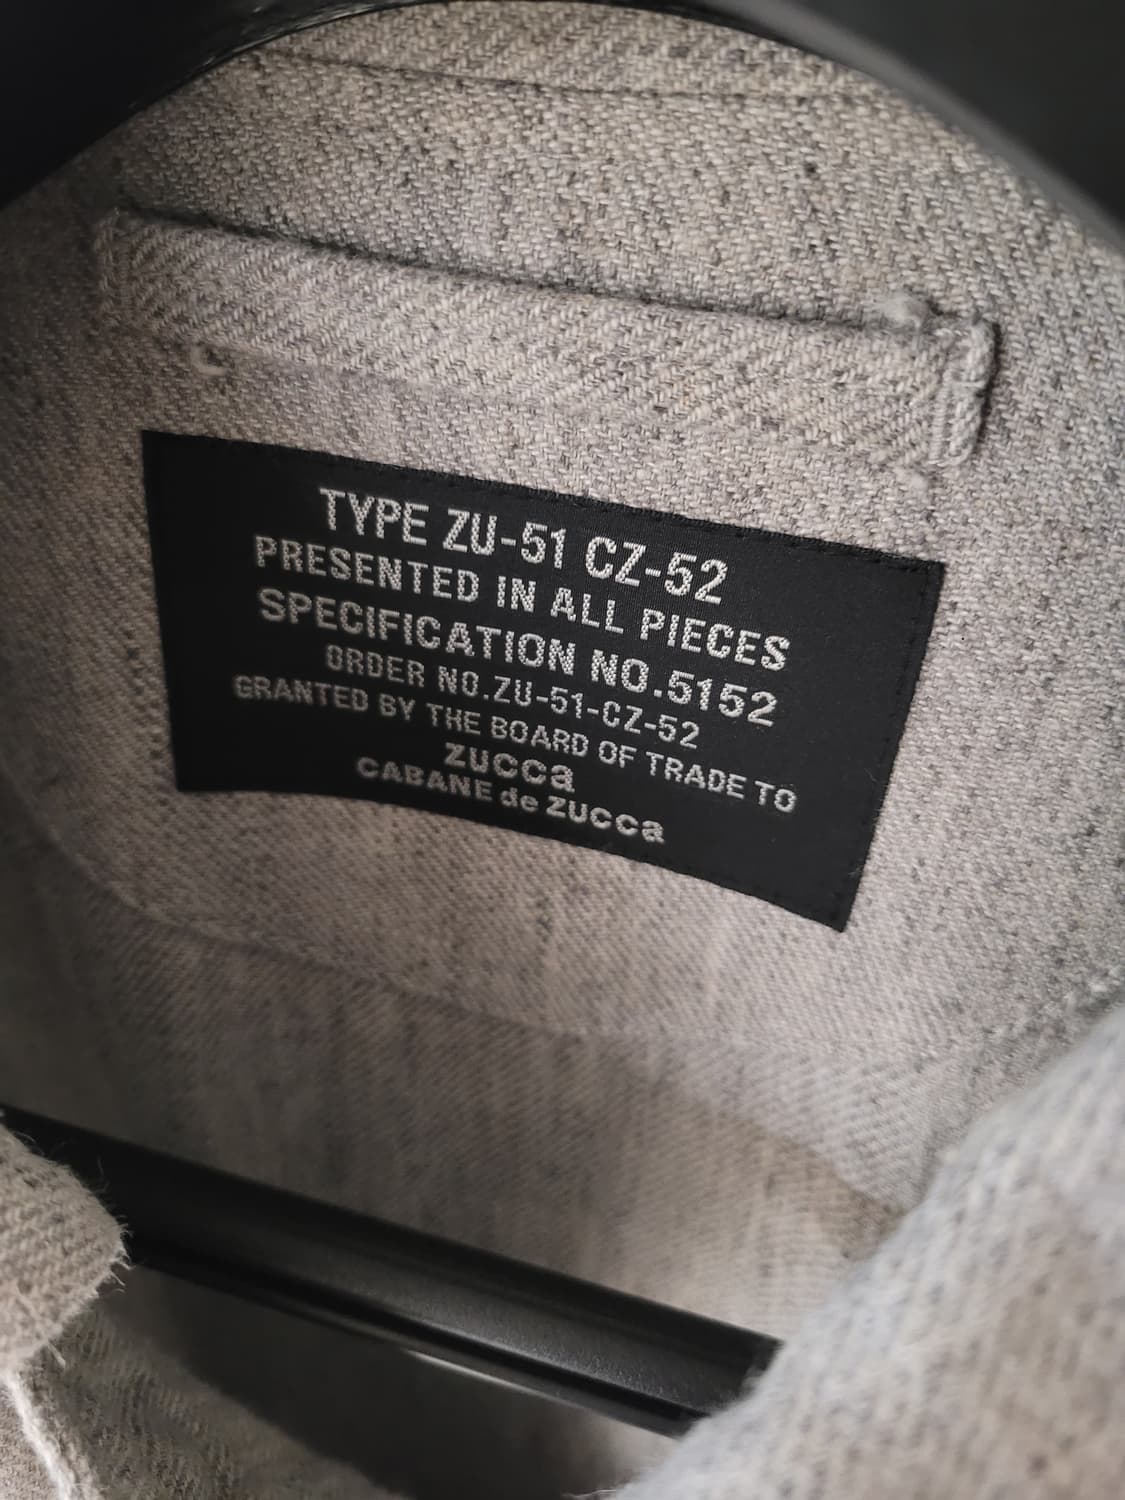 TYPE ZU-51 CZ-52
PRESENTED IN ALL PIECES
SPECIFICATION NO.5152
ORDER NO.ZU-51-CZ-52
GRANTED BY THE BOARD OF TRADE TO
ZUCCa
CABANE de ZUCCa